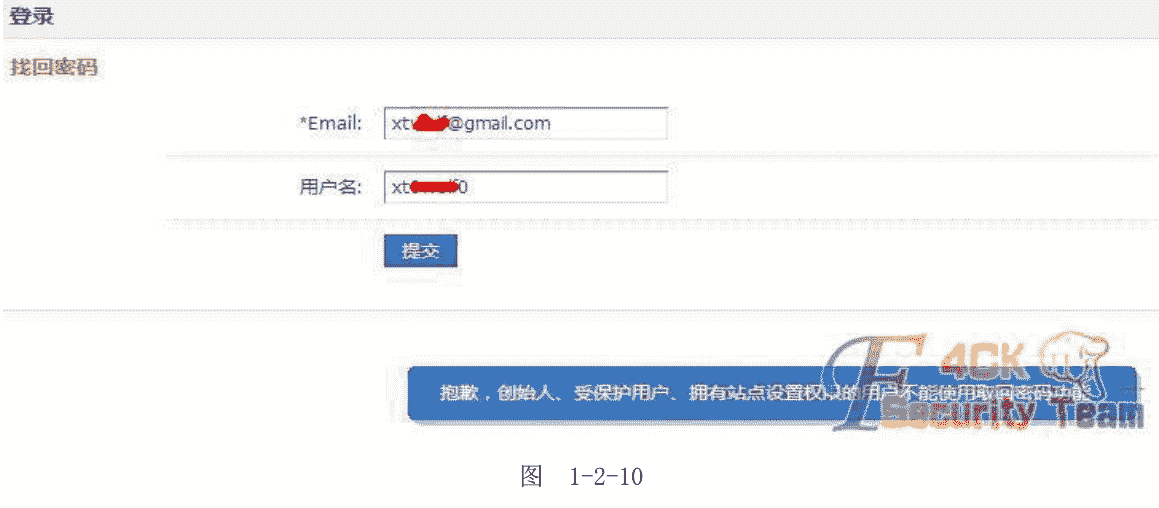 登录
找回密码
*Email: xt @gmail.com
用户名: xt f0
提交
抱歉，创始人、受保护用户、拥有站点设置权限的用户不能使用取回密码功能
F4CK
Security Team
图 1-2-10